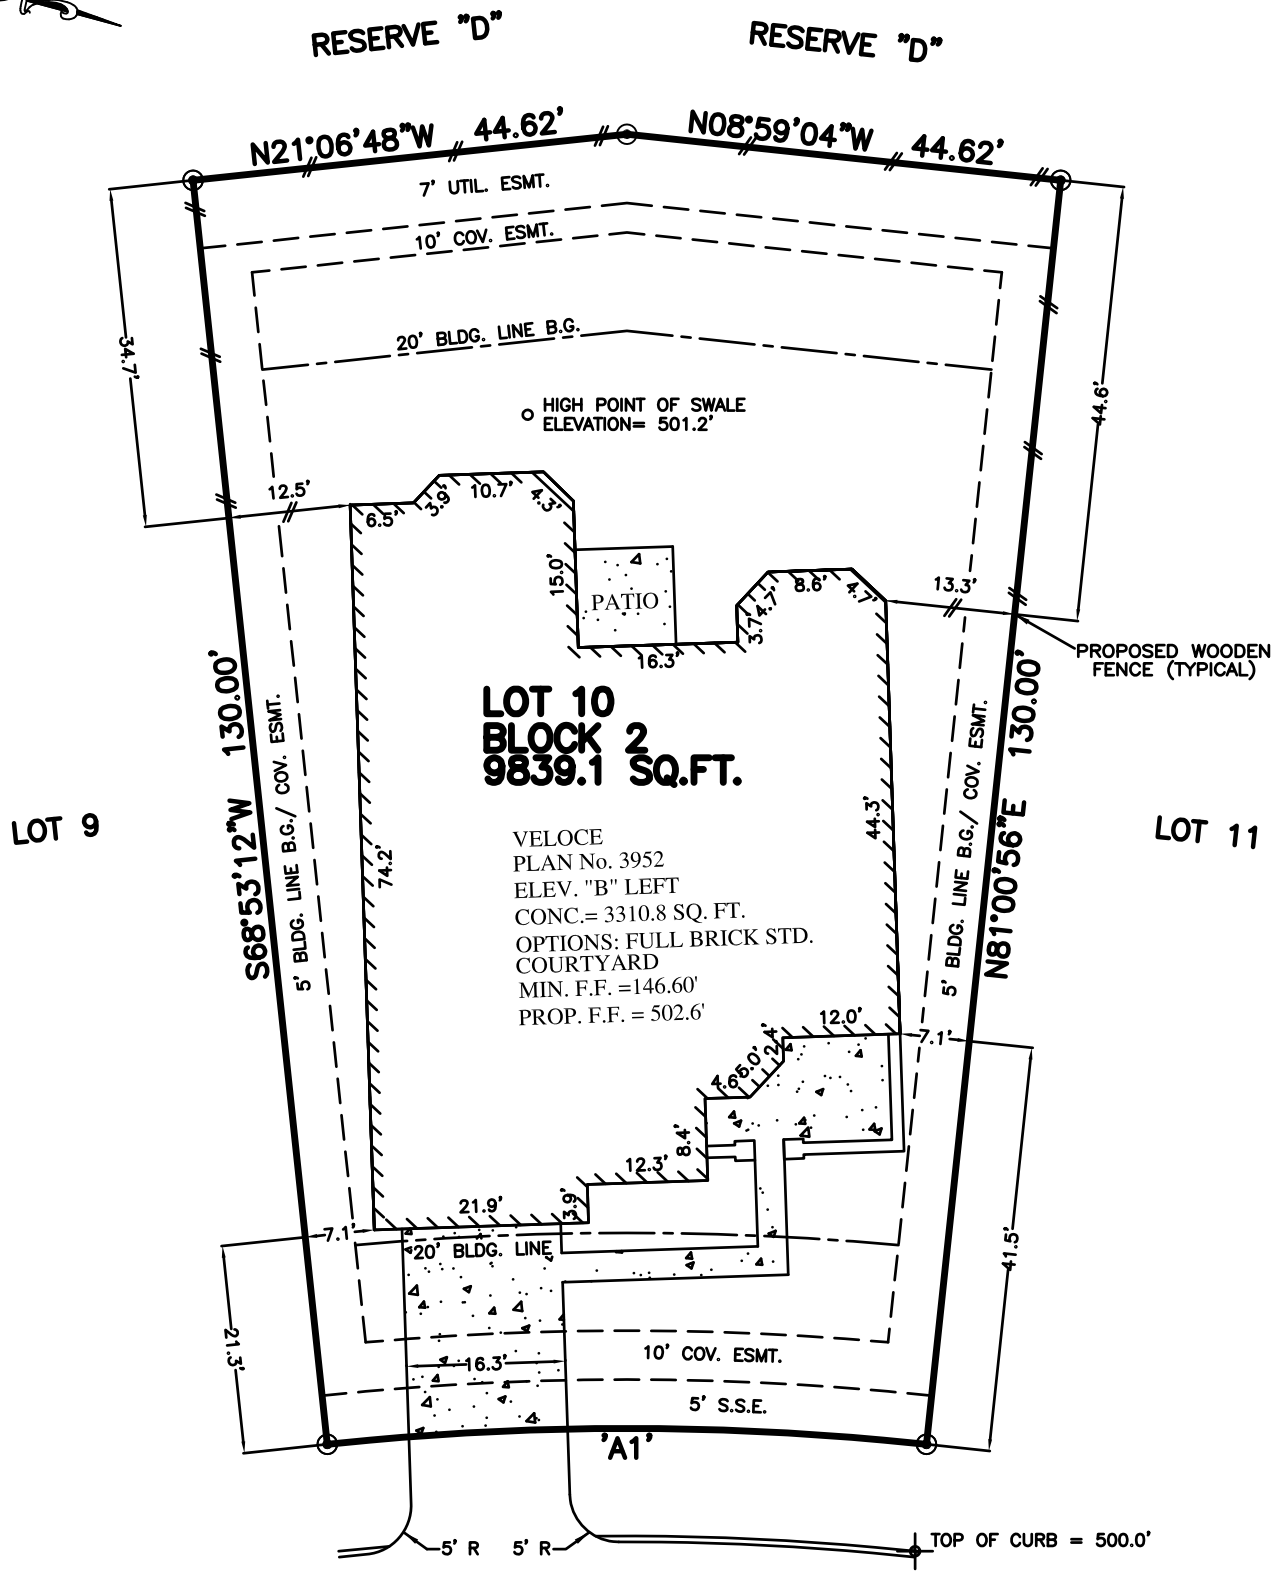 RESERVE "D"
RESERVE "D"
N21°06'48"W 44.62'
N08°59'04"W 44.62'
7' UTIL. ESMT.
10' COV. ESMT.
20' BLDG. LINE B.G.
34.7'
44.6'
HIGH POINT OF SWALE
ELEVATION= 501.2'
12.5'
6.5'
3.9'
10.7'
4.3'
15.0'
PATIO
16.3'
3.7'
4.7'
8.6'
4.7'
13.3'
PROPOSED WOODEN
FENCE (TYPICAL)
LOT 10
BLOCK 2
9839.1 SQ.FT.
S68°53'12"W 130.00'
5' BLDG. LINE B.G./ COV. ESMT.
74.2'
44.3'
5' BLDG. LINE B.G./ COV. ESMT.
N81°00'56"E 130.00'
LOT 9
LOT 11
VELOCE
PLAN No. 3952
ELEV. "B" LEFT
CONC.= 3310.8 SQ. FT.
OPTIONS: FULL BRICK STD.
COURTYARD
MIN. F.F. =146.60'
PROP. F.F. = 502.6'
12.0'
7.1'
2.4'
5.0'
4.6'
8.4'
12.3'
3.9'
21.9'
7.1'
20' BLDG. LINE
21.3'
41.5'
16.3'
10' COV. ESMT.
5' S.S.E.
'A1'
5' R
5' R
TOP OF CURB = 500.0'